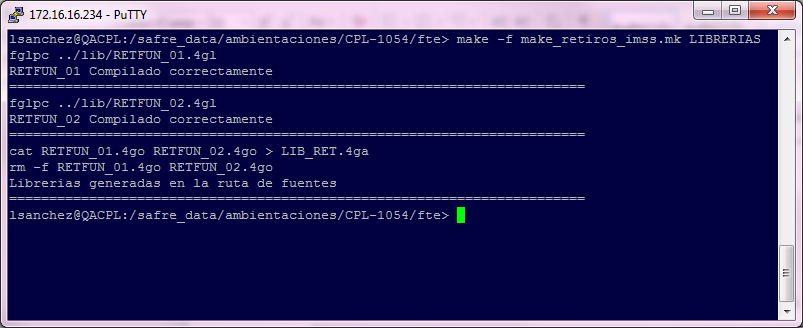 172.16.16.234 - PuTTY
lsanchez@QACPL:/safre_data/ambientaciones/CPL-1054/fte> make -f make_retiros_imss.mk LIBRERIAS
fglpc ../lib/RETFUN_01.4gl
RETFUN_01 Compilado correctamente
========================================================================
fglpc ../lib/RETFUN_02.4gl
RETFUN_02 Compilado correctamente
========================================================================
cat RETFUN_01.4go RETFUN_02.4go > LIB_RET.4ga
rm -f RETFUN_01.4go RETFUN_02.4go
Librerias generadas en la ruta de fuentes
========================================================================
lsanchez@QACPL:/safre_data/ambientaciones/CPL-1054/fte>